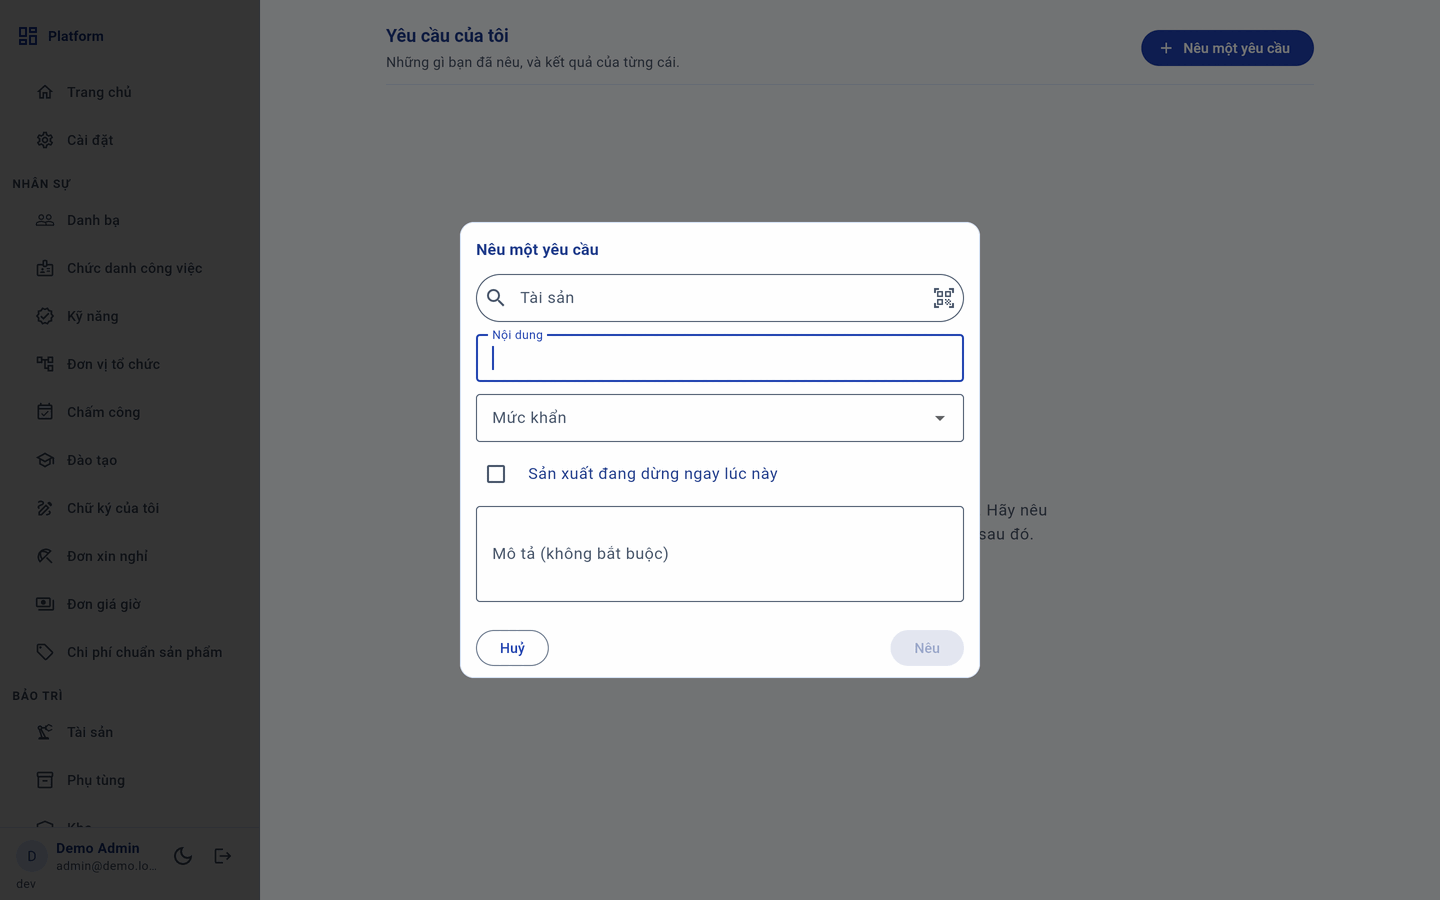 Platform
Trang chủ
Cài đặt
NHÂN SỰ
Danh bạ
Chức danh công việc
Kỹ năng
Đơn vị tổ chức
Chấm công
Đào tạo
Chữ ký của tôi
Đơn xin nghỉ
Đơn giá giờ
Chi phí chuẩn sản phẩm
BẢO TRÌ
Tài sản
Phụ tùng
D
Demo Admin
admin@demo.lo…
dev
Yêu cầu của tôi
Những gì bạn đã nêu, và kết quả của từng cái.
Nêu một yêu cầu
Hãy nêu
sau đó.
Nêu một yêu cầu
Tài sản
Nội dung
Mức khẩn
Sản xuất đang dừng ngay lúc này
Mô tả (không bắt buộc)
Huỷ
Nêu